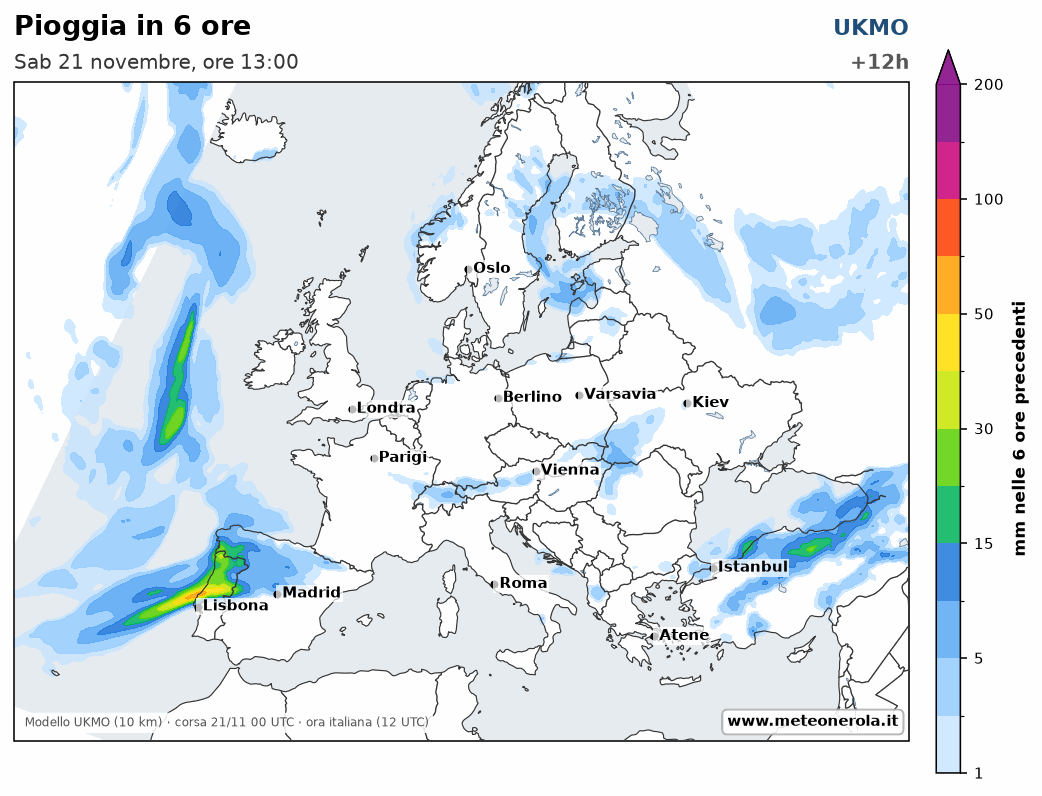 Pioggia in 6 ore
UKMO
Sab 21 novembre, ore 13:00
+12h
200
100
50
30
15
5
1
mm nelle 6 ore precedenti
Oslo
Londra
Berlino
Varsavia
Kiev
Parigi
Vienna
Istanbul
Roma
Madrid
Lisbona
Atene
Modello UKMO (10 km) · corsa 21/11 00 UTC · ora italiana (12 UTC)
www.meteonerola.it